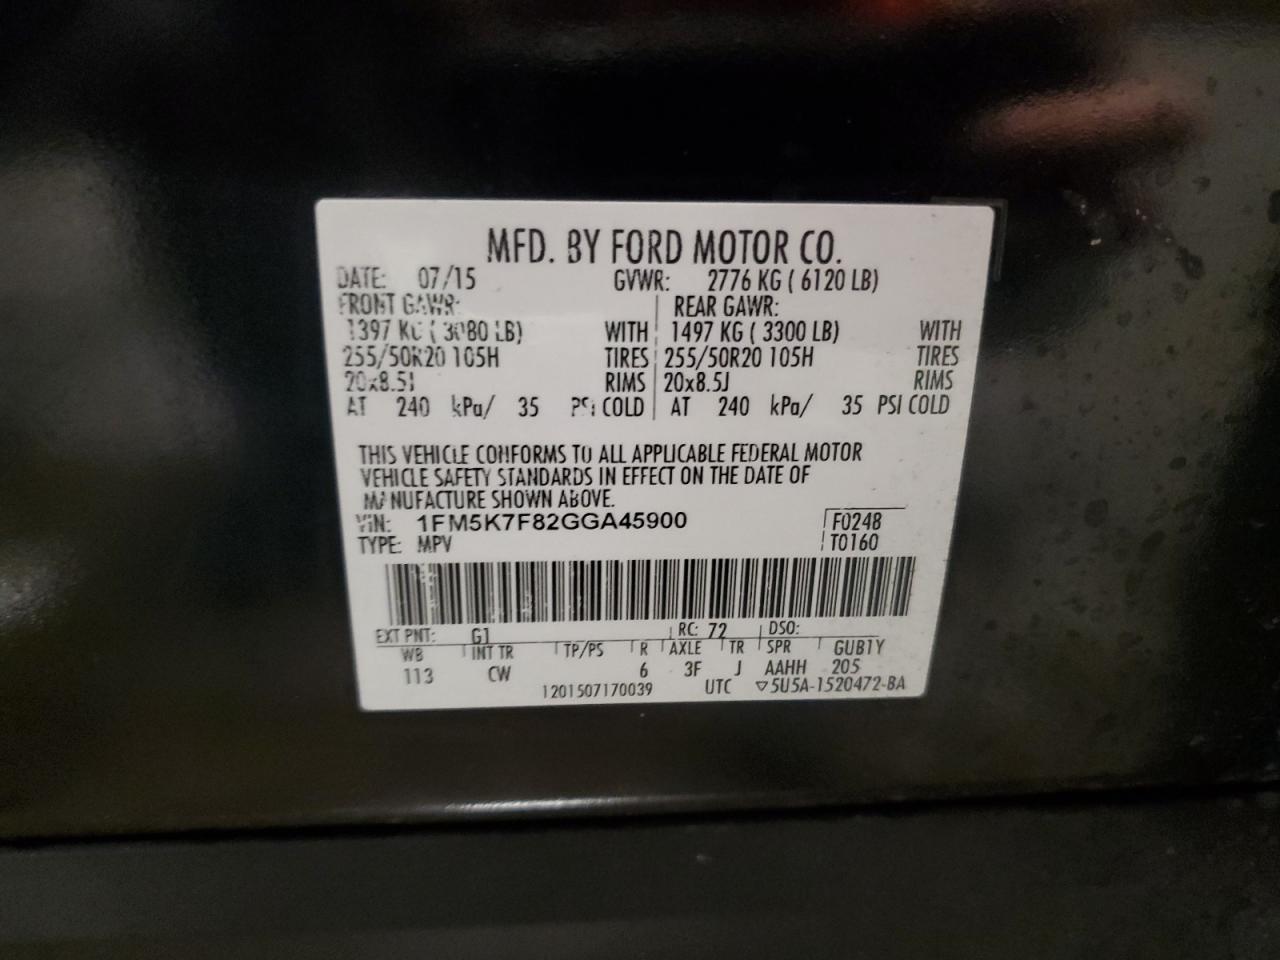 MFD. BY FORD MOTOR CO.
DATE: 07/15 GVWR: 2776 KG ( 6120 LB)
FRONT GAWR: REAR GAWR:
1397 KG ( 3080 LB) WITH 1497 KG ( 3300 LB) WITH
255/50R20 105H TIRES 255/50R20 105H TIRES
20x8.5J RIMS 20x8.5J RIMS
AT 240 kPa/ 35 PSI COLD AT 240 kPa/ 35 PSI COLD
THIS VEHICLE CONFORMS TO ALL APPLICABLE FEDERAL MOTOR
VEHICLE SAFETY STANDARDS IN EFFECT ON THE DATE OF
MANUFACTURE SHOWN ABOVE.
VIN: 1FM5K7F82GGA45900 F0248
TYPE: MPV T0160
EXT PNT: G1 RC: 72 DSO:
WB INT TR TP/PS R AXLE TR SPR GUB1Y
113 CW 6 3F J AAHH 205
1201507170039 UTC ▽5U5A-1520472-BA